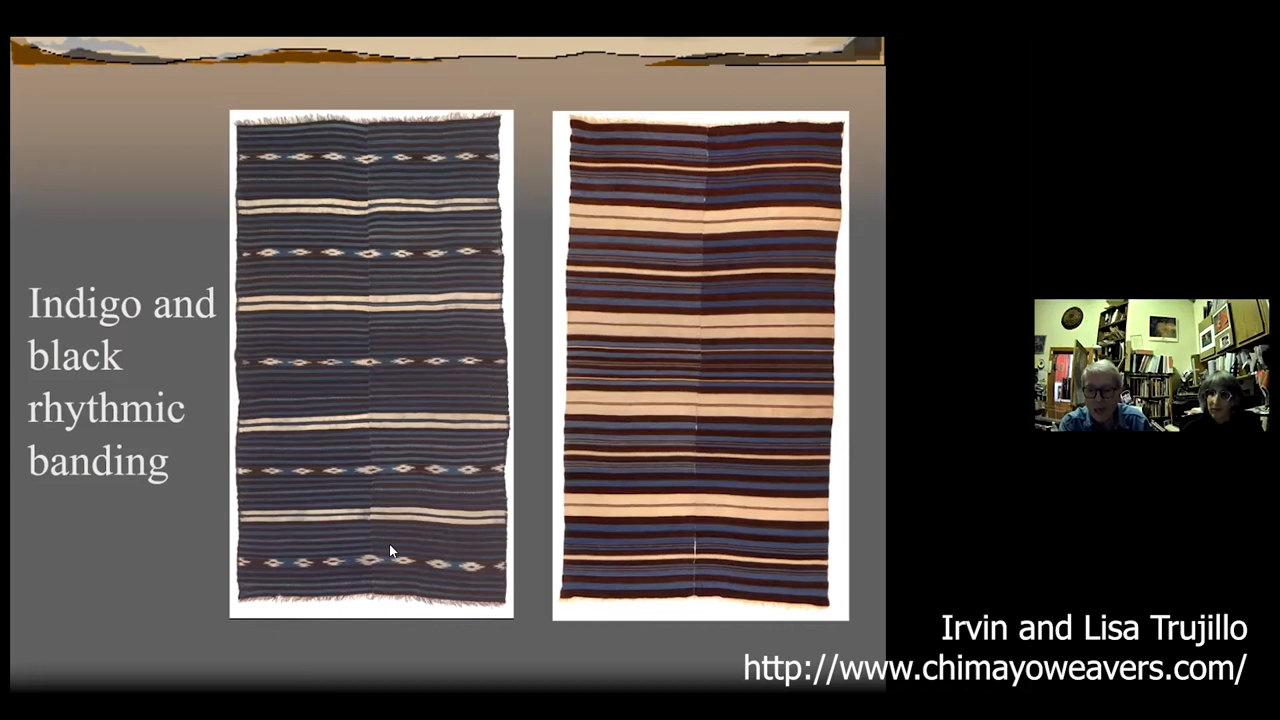 Indigo and
black
rhythmic
banding
Irvin and Lisa Trujillo
http://www.chimayoweavers.com/